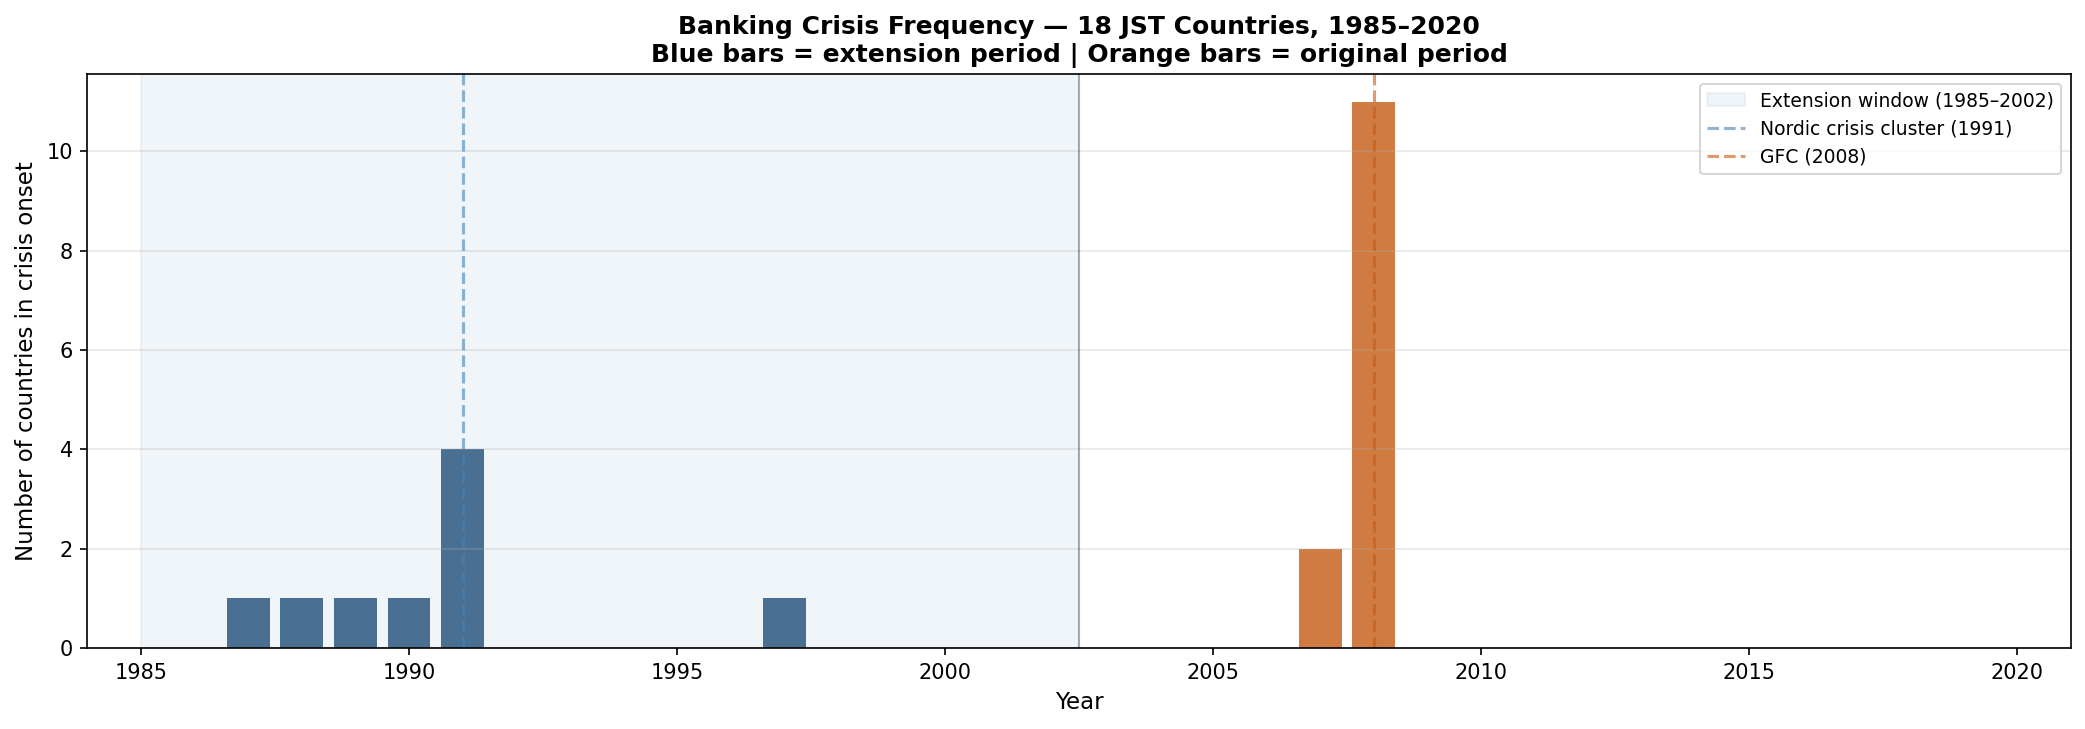 Banking Crisis Frequency — 18 JST Countries, 1985–2020
Blue bars = extension period | Orange bars = original period
Extension window (1985–2002)
Nordic crisis cluster (1991)
GFC (2008)
Number of countries in crisis onset
10
8
6
4
2
0
1985 1990 1995 2000 2005 2010 2015 2020
Year